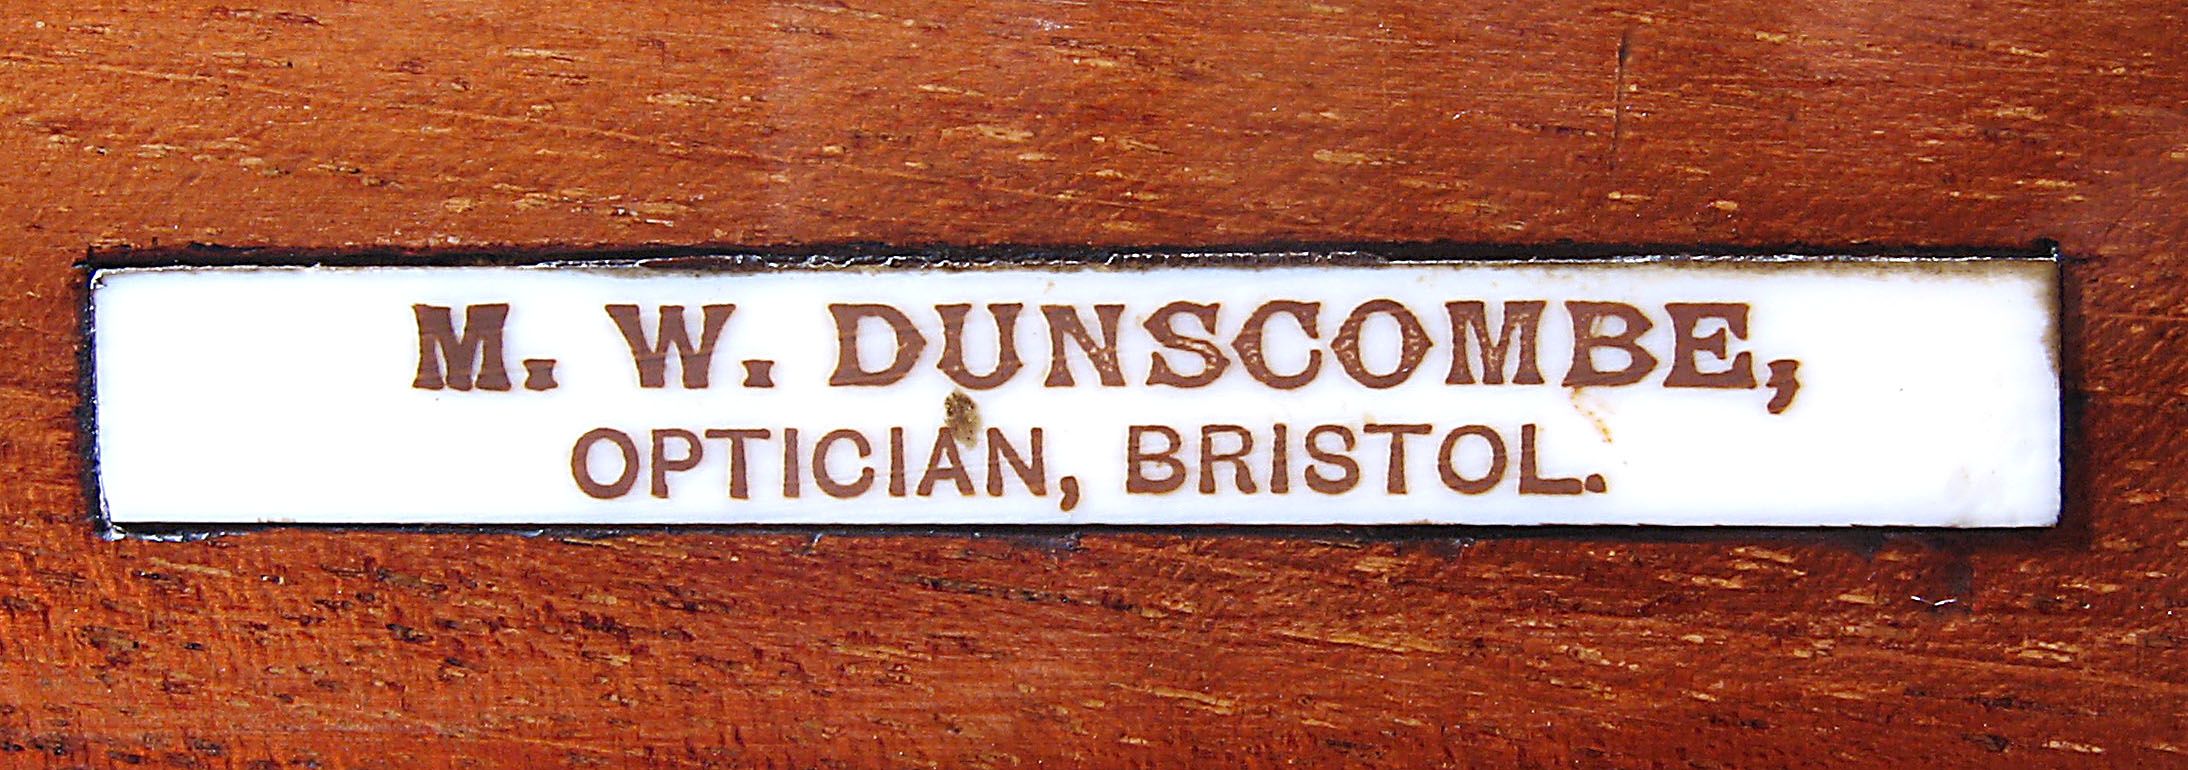 M. W. DUNSCOMBE,
OPTICIAN, BRISTOL.